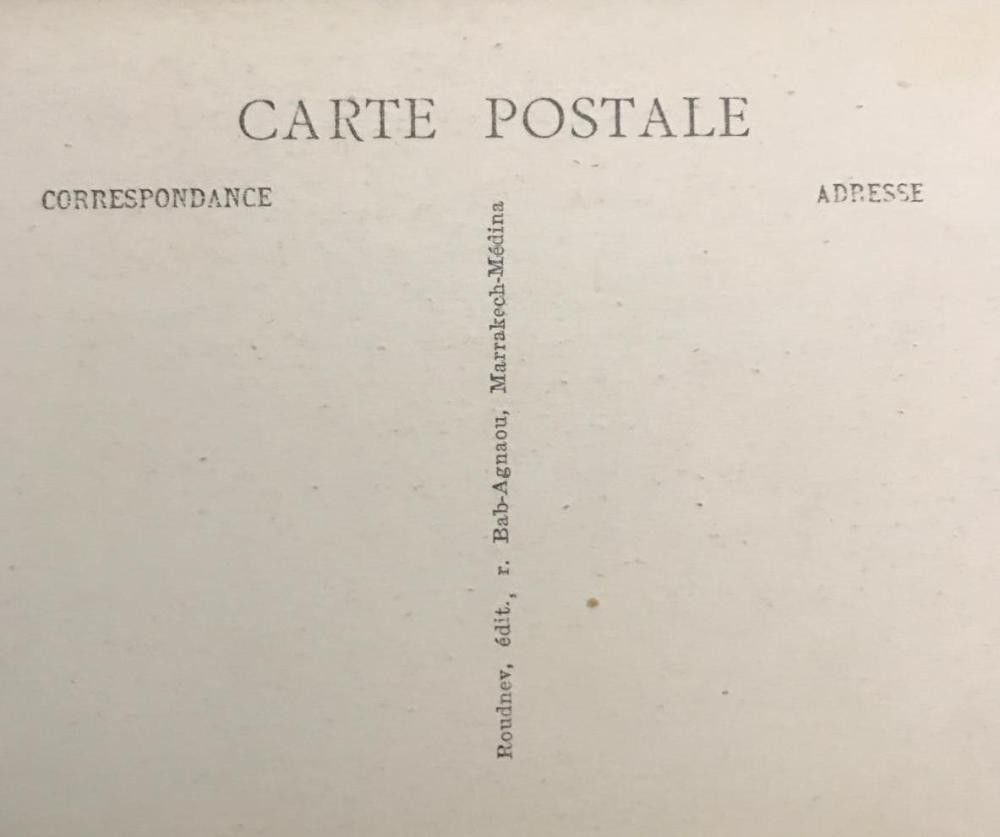 CARTE POSTALE
CORRESPONDANCE
ADRESSE
Roudnev, édit., r. Bab-Agnaou, Marrakech-Médina